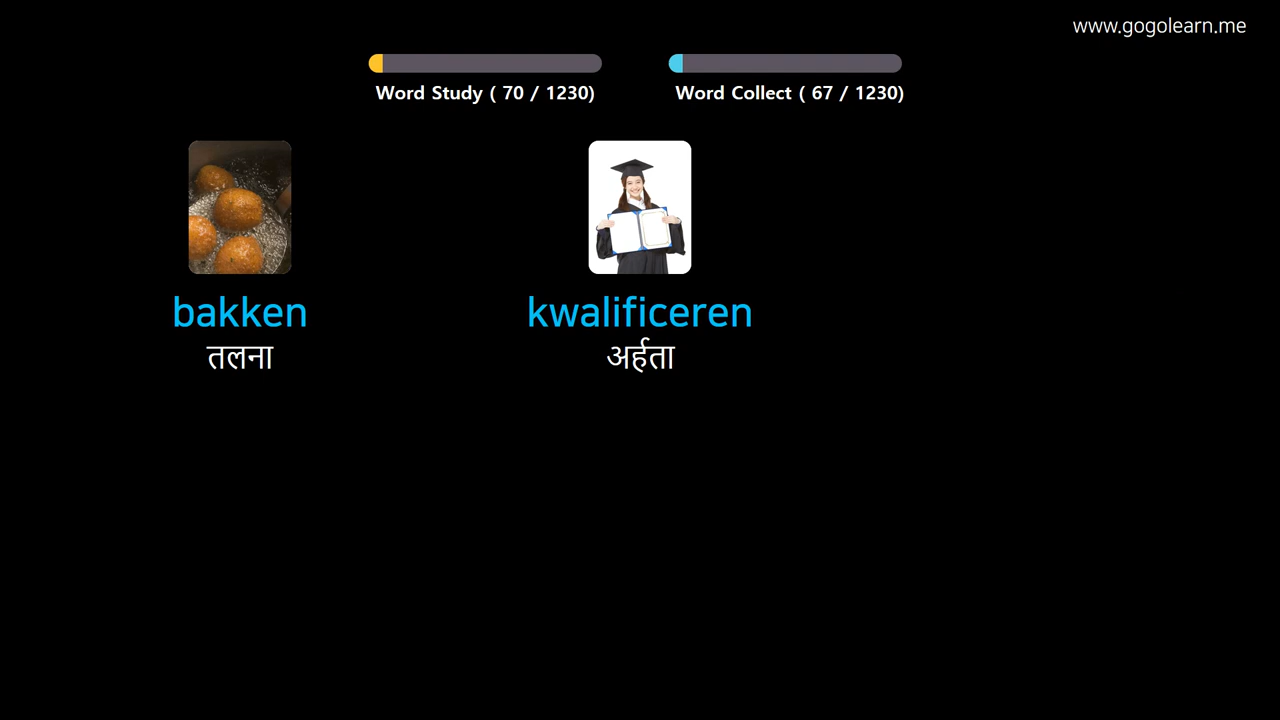 www.gogolearn.me
Word Study ( 70 / 1230)
Word Collect ( 67 / 1230)
bakken
तलना
kwalificeren
अर्हता